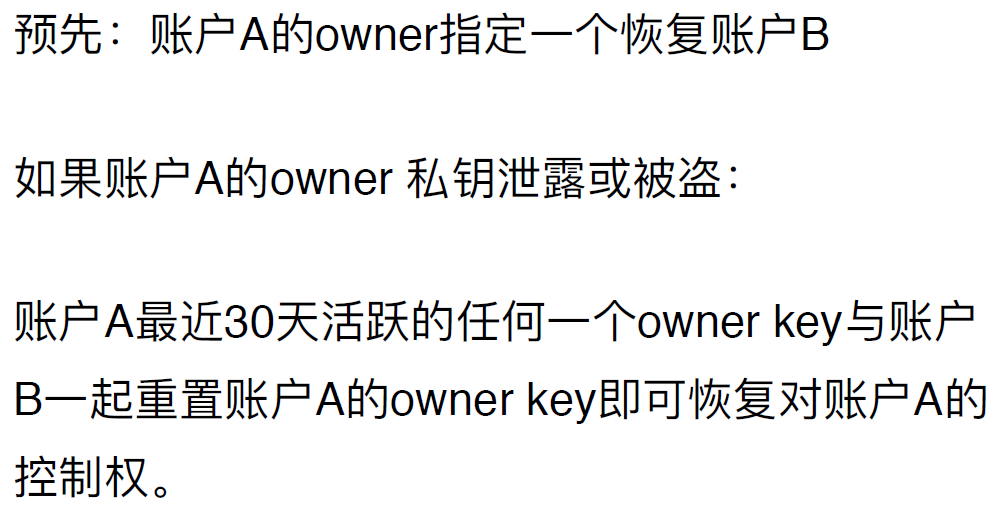 预先：账户A的owner指定一个恢复账户B
如果账户A的owner 私钥泄露或被盗：
账户A最近30天活跃的任何一个owner key与账户
B一起重置账户A的owner key即可恢复对账户A的
控制权。